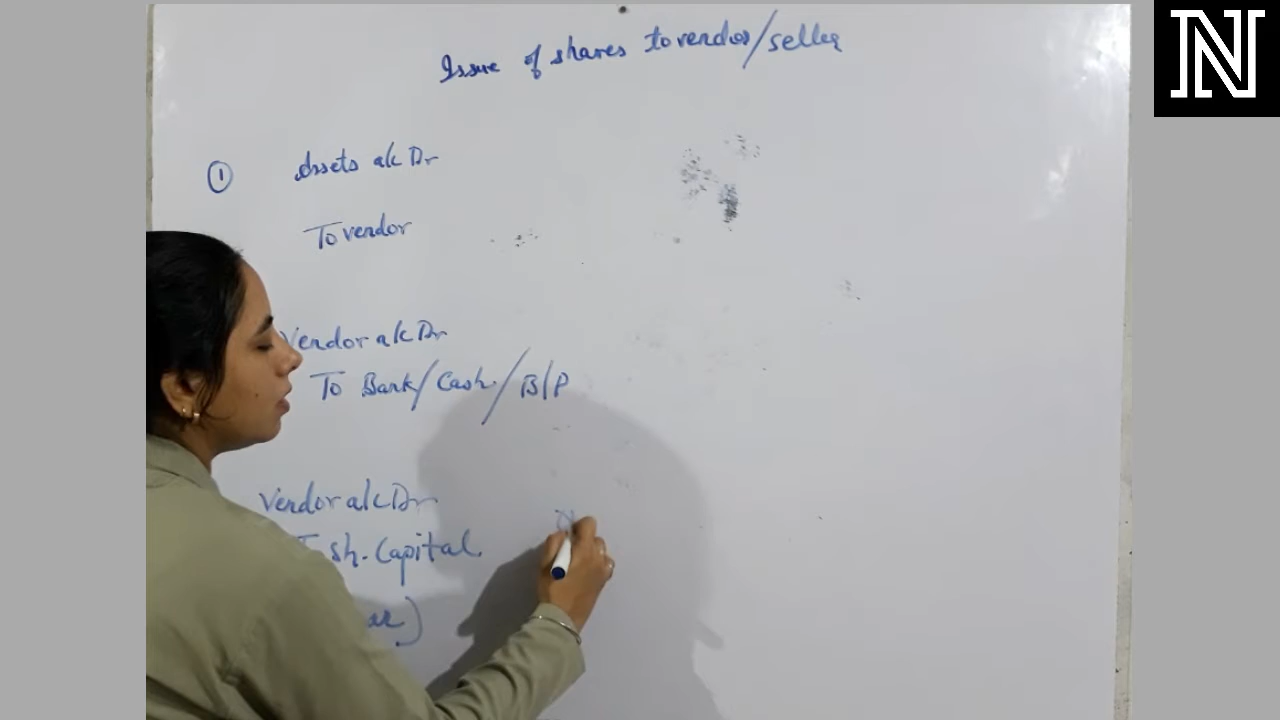 Issue of shares to vendor/seller
① Assets a/c Dr
To vendor
Vendor a/c Dr
To Bank/Cash/B/P
Vendor a/c Dr
To Sh. Capital
N